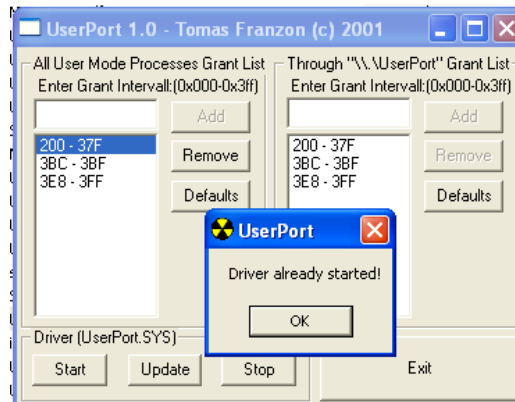 UserPort 1.0 - Tomas Franzon (c) 2001
All User Mode Processes Grant List
Enter Grant Intervall:(0x000-0x3ff)
Add
200 - 37F
3BC - 3BF
3E8 - 3FF
Remove
Defaults
Through "\\.\UserPort" Grant List
Enter Grant Intervall:(0x000-0x3ff)
Add
200 - 37F
3BC - 3BF
3E8 - 3FF
Remove
Defaults
UserPort
Driver already started!
OK
Driver (UserPort.SYS)
Start
Update
Stop
Exit